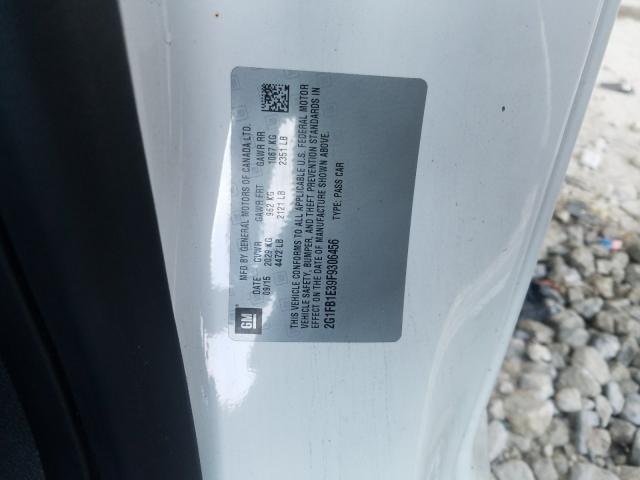 MFD BY GENERAL MOTORS OF CANADA LTD.
DATE GVWR GAWR FRT GAWR RR
09/15 2029 KG 962 KG 1067 KG
4472 LB 2121 LB 2351 LB
THIS VEHICLE CONFORMS TO ALL APPLICABLE U.S. FEDERAL MOTOR
VEHICLE SAFETY, BUMPER, AND THEFT PREVENTION STANDARDS IN
EFFECT ON THE DATE OF MANUFACTURE SHOWN ABOVE.
2G1FB1E39F9306456 TYPE: PASS CAR
GM